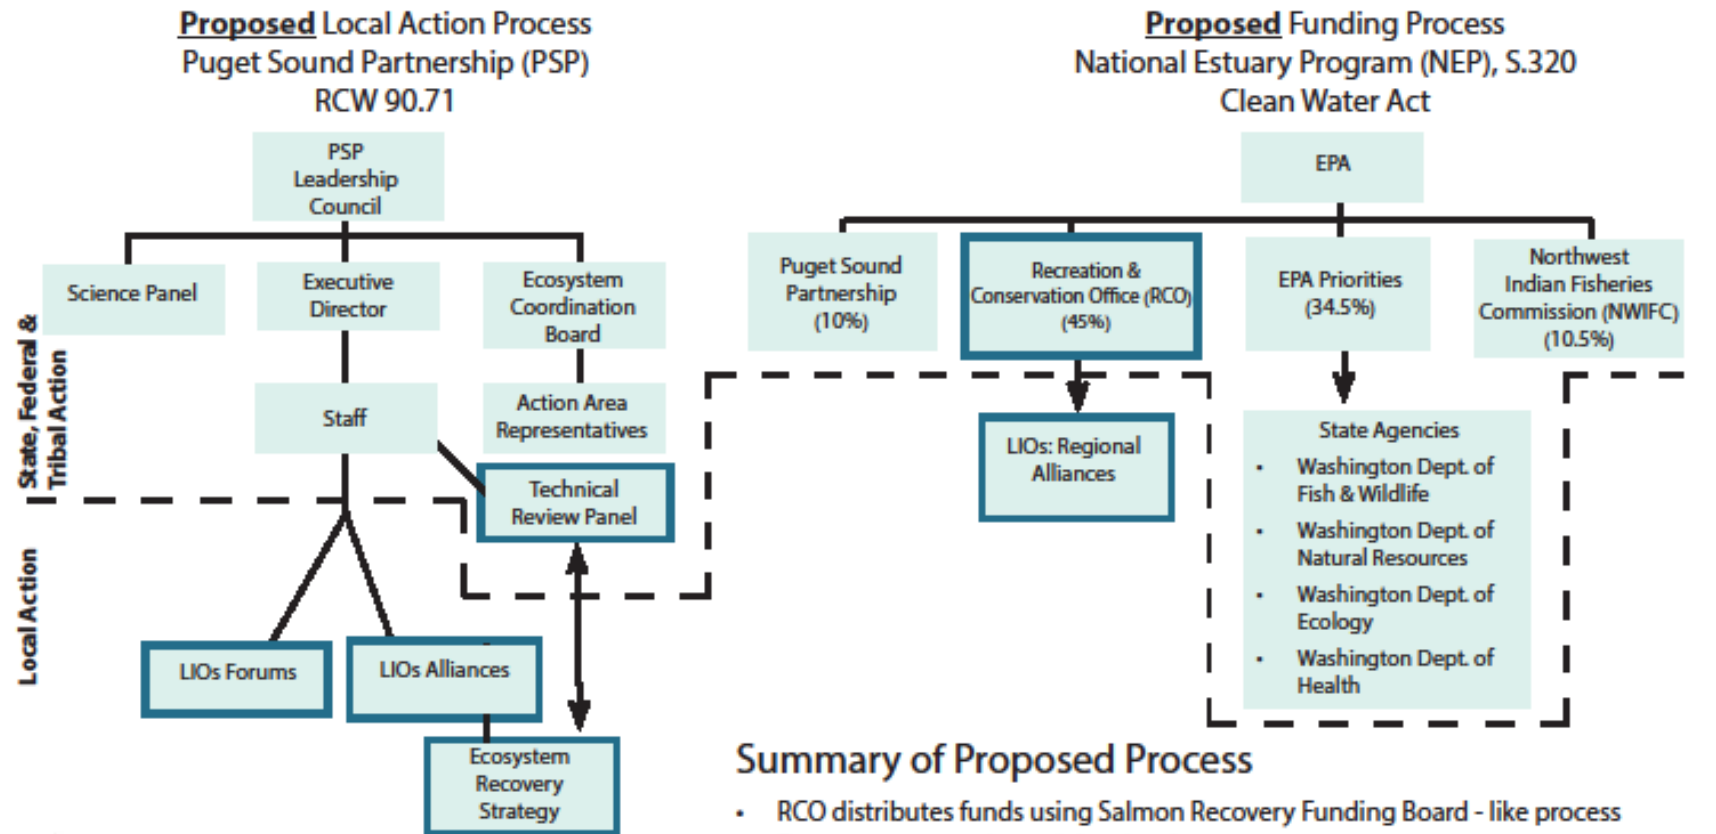 Proposed Local Action Process
Puget Sound Partnership (PSP)
RCW 90.71
PSP
Leadership
Council
Science Panel
Executive
Director
Ecosystem
Coordination
Board
Staff
Action Area
Representatives
Technical
Review Panel
State, Federal &
Tribal Action
Local Action
LIOs Forums
LIOs Alliances
Ecosystem
Recovery
Strategy
Proposed Funding Process
National Estuary Program (NEP), S.320
Clean Water Act
EPA
Puget Sound
Partnership
(10%)
Recreation &
Conservation Office (RCO)
(45%)
EPA Priorities
(34.5%)
Northwest
Indian Fisheries
Commission (NWIFC)
(10.5%)
LIOs: Regional
Alliances
State Agencies
• Washington Dept. of
Fish & Wildlife
• Washington Dept. of
Natural Resources
• Washington Dept. of
Ecology
• Washington Dept. of
Health
Summary of Proposed Process
• RCO distributes funds using Salmon Recovery Funding Board - like process